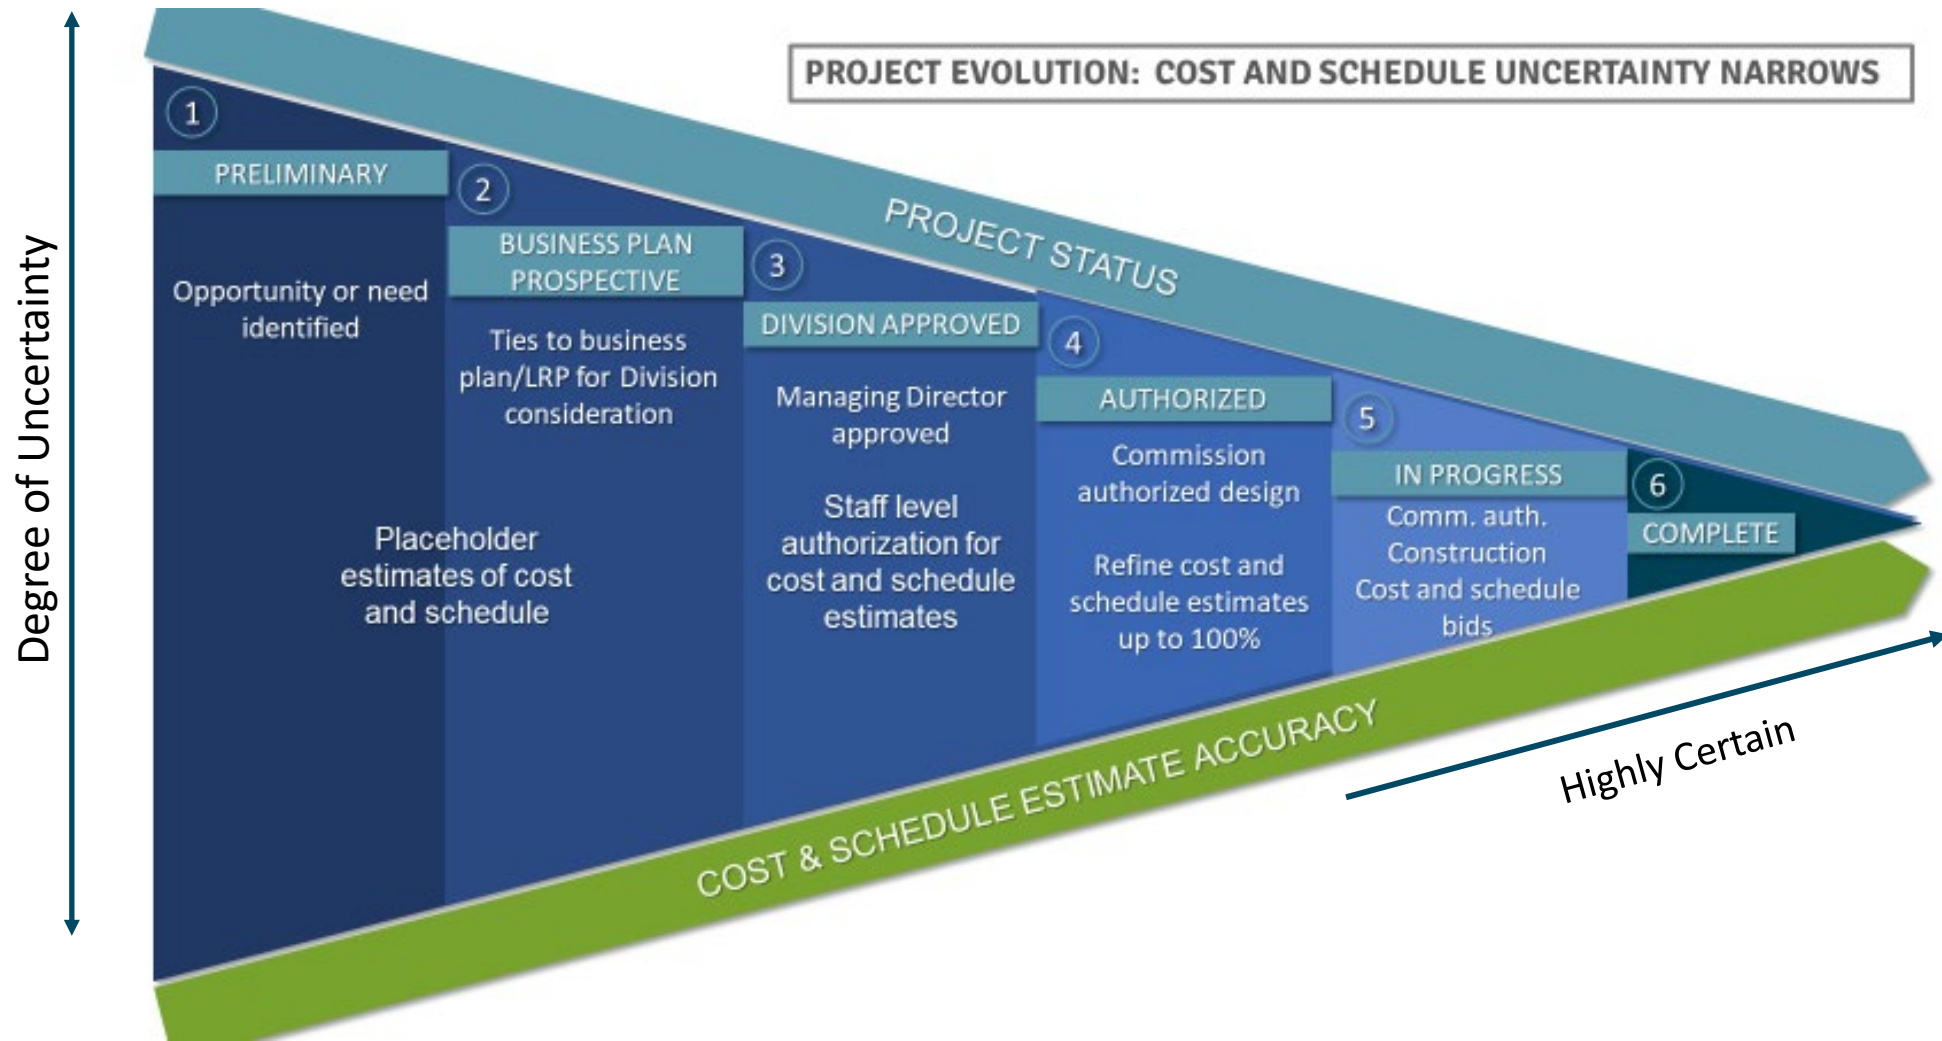 PROJECT EVOLUTION: COST AND SCHEDULE UNCERTAINTY NARROWS
Degree of Uncertainty
PROJECT STATUS
1
PRELIMINARY
Opportunity or need
identified
2
BUSINESS PLAN
PROSPECTIVE
Ties to business
plan/LRP for Division
consideration
Placeholder
estimates of cost
and schedule
3
DIVISION APPROVED
Managing Director
approved
Staff level
authorization for
cost and schedule
estimates
4
AUTHORIZED
Commission
authorized design
Refine cost and
schedule estimates
up to 100%
5
IN PROGRESS
Comm. auth.
Construction
Cost and schedule
bids
6
COMPLETE
COST & SCHEDULE ESTIMATE ACCURACY
Highly Certain